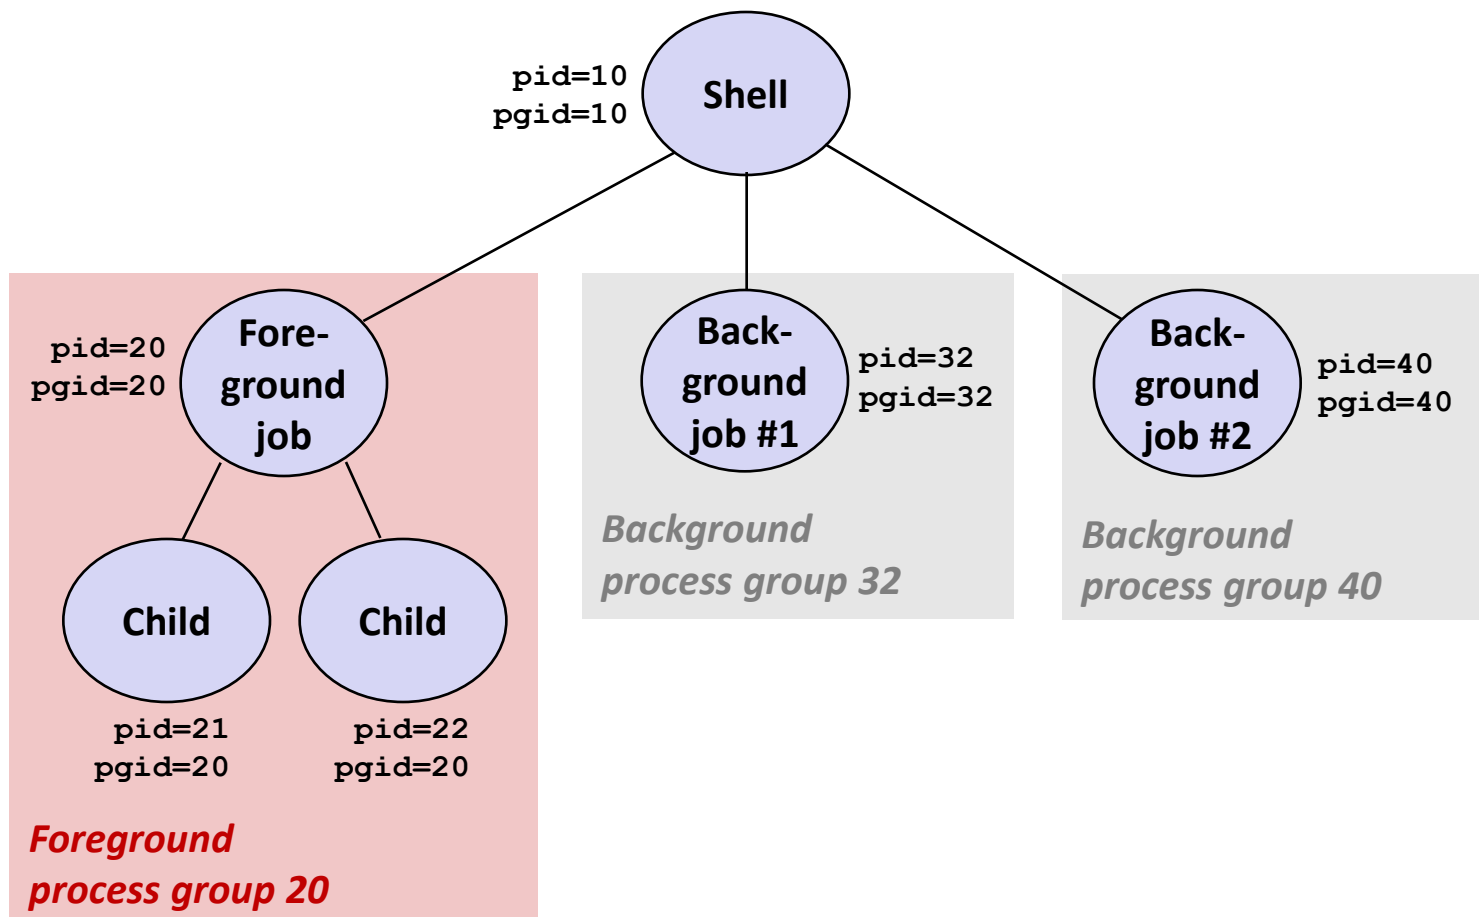 pid=10
pgid=10
Shell
pid=20
pgid=20
Fore-
ground
job
Back-
ground
job #1
pid=32
pgid=32
Back-
ground
job #2
pid=40
pgid=40
Background
process group 32
Background
process group 40
Child
Child
pid=21
pgid=20
pid=22
pgid=20
Foreground
process group 20